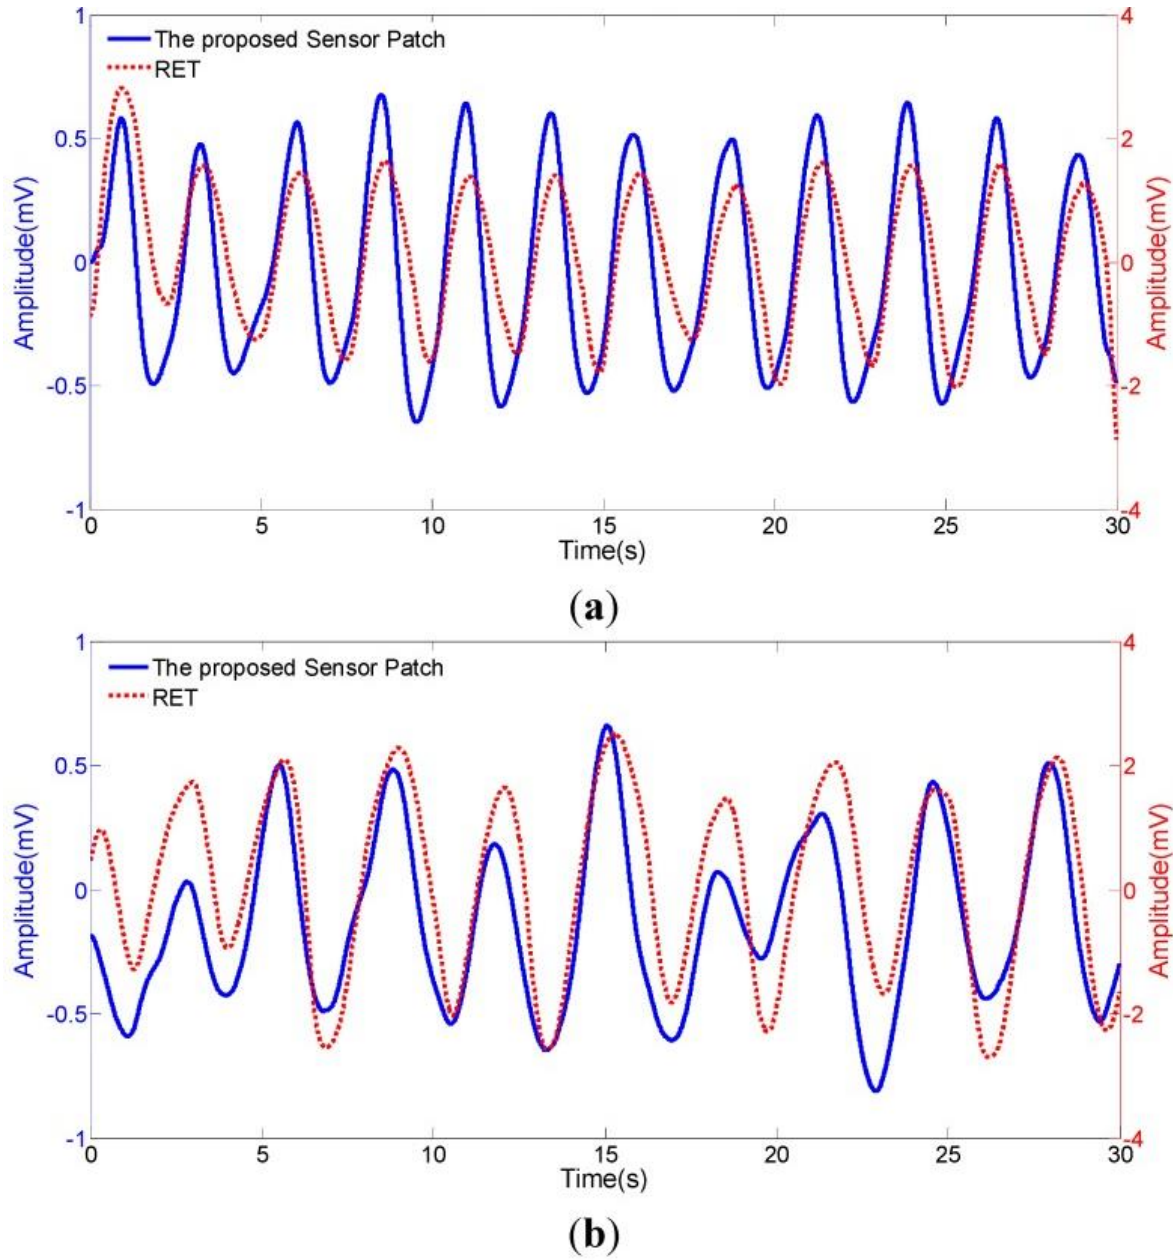 1
4
The proposed Sensor Patch
RET
0.5
2
Amplitude(mV)
0
0
Amplitude(mV)
-0.5
-2
-1
-4
0 5 10 15 20 25 30
Time(s)
(a)
1
4
The proposed Sensor Patch
RET
0.5
2
Amplitude(mV)
0
0
Amplitude(mV)
-0.5
-2
-1
-4
0 5 10 15 20 25 30
Time(s)
(b)